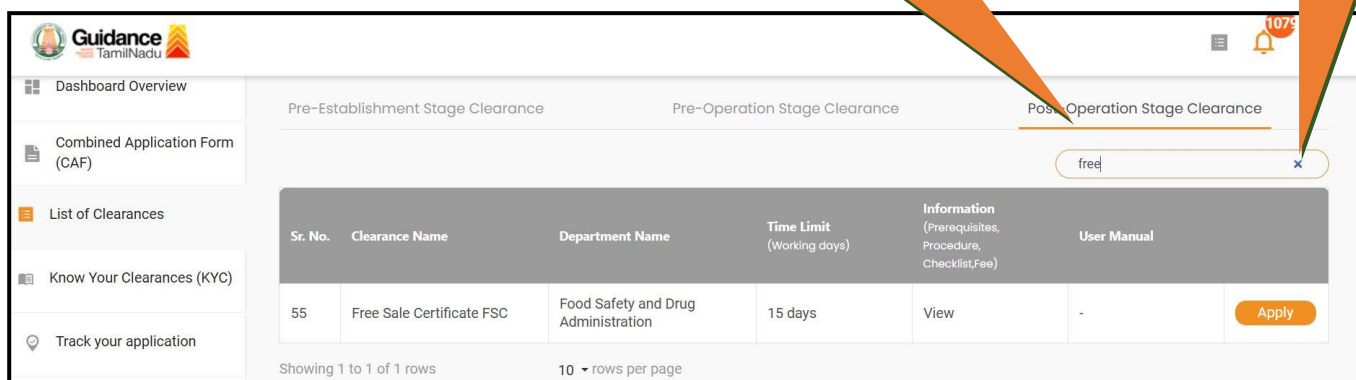 Guidance
TamilNadu
1079
Dashboard Overview
Pre-Establishment Stage Clearance
Pre-Operation Stage Clearance
Post-Operation Stage Clearance
Combined Application Form
(CAF)
free
List of Clearances
Sr. No.
Clearance Name
Department Name
Time Limit
(Working days)
Information
(Prerequisites,
Procedure,
Checklist,Fee)
User Manual
Know Your Clearances (KYC)
55
Free Sale Certificate FSC
Food Safety and Drug
Administration
15 days
View
-
Apply
Track your application
Showing 1 to 1 of 1 rows
10 rows per page